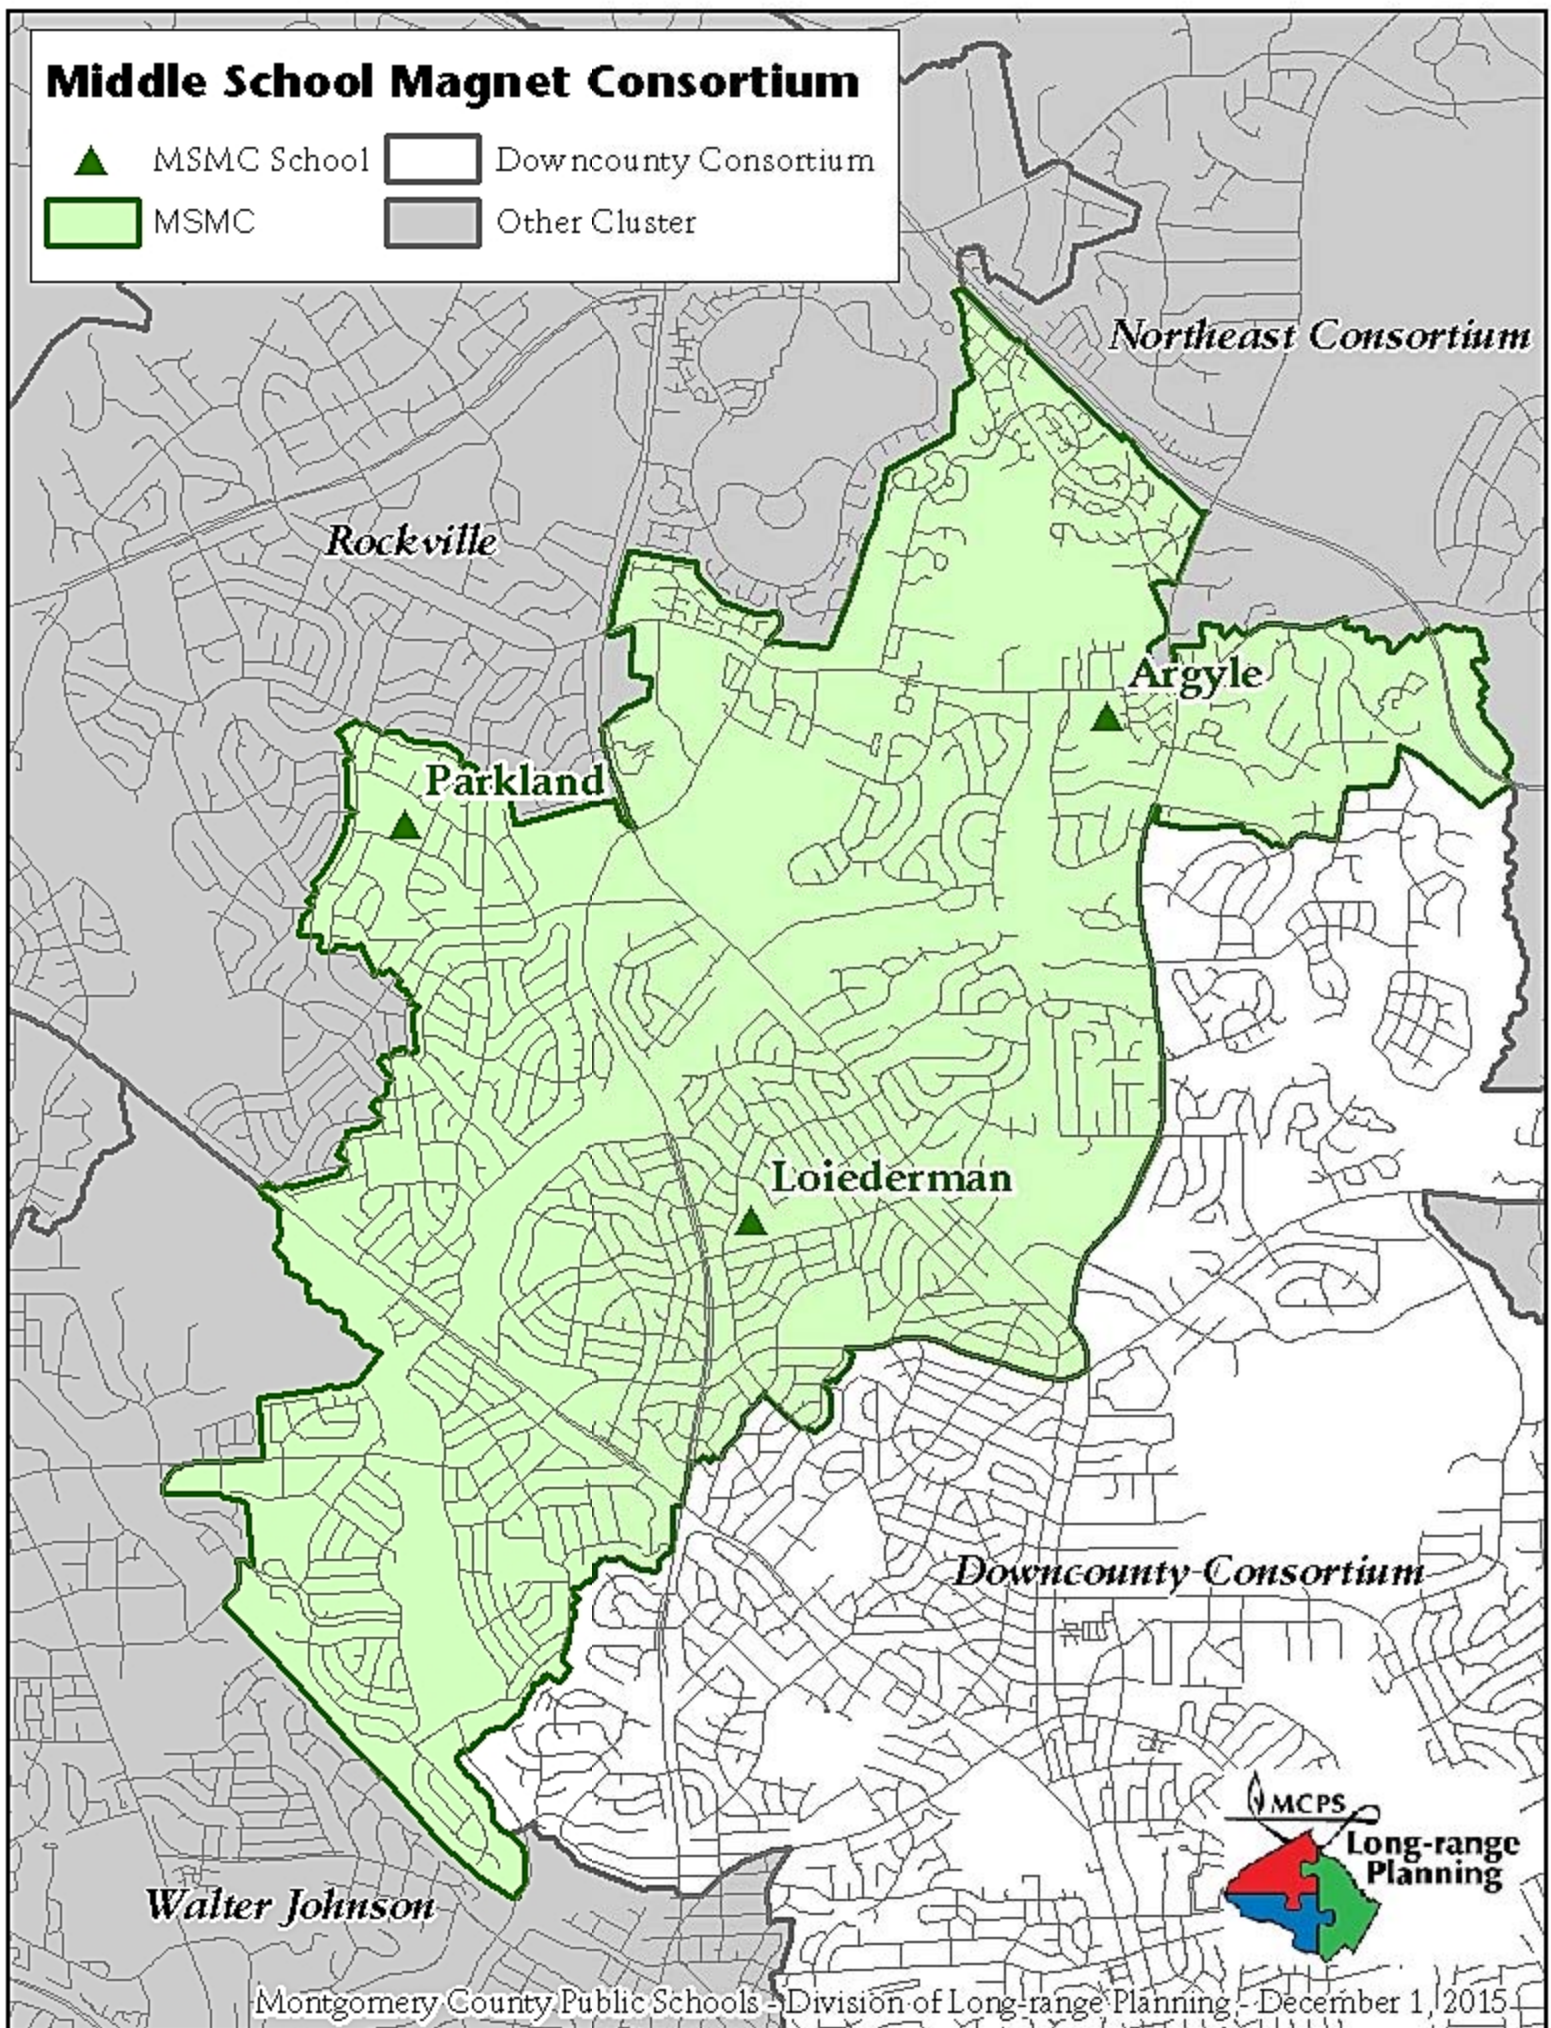 Middle School Magnet Consortium
MSMC School
Downcounty Consortium
MSMC
Other Cluster
Northeast Consortium
Rockville
Argyle
Parkland
Loiederman
Downcounty Consortium
MCPS
Long-range
Planning
Walter Johnson
Montgomery County Public Schools - Division of Long-range Planning - December 1, 2015